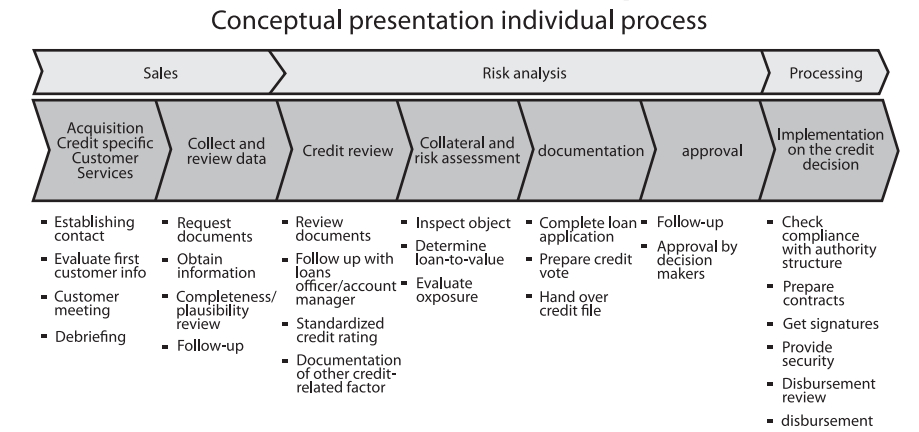 Conceptual presentation individual process
Sales
Risk analysis
Processing
Acquisition
Credit specific
Customer
Services
Collect and
review data
Credit review
Collateral and
risk assessment
documentation
approval
Implementation
on the credit
decision
▪ Establishing
contact
▪ Evaluate first
customer info
▪ Customer
meeting
▪ Debriefing
▪ Request
documents
▪ Obtain
information
▪ Completeness/
plausibility
review
▪ Follow-up
▪ Review
documents
▪ Follow up with
loans
officer/account
manager
▪ Standardized
credit rating
▪ Documentation
of other credit-
related factor
▪ Inspect object
▪ Determine
loan-to-value
▪ Evaluate
oxposure
▪ Complete loan
application
▪ Prepare credit
vote
▪ Hand over
credit file
▪ Follow-up
▪ Approval by
decision
makers
▪ Check
compliance
with authority
structure
▪ Prepare
contracts
▪ Get signatures
▪ Provide
security
▪ Disbursement
review
▪ disbursement